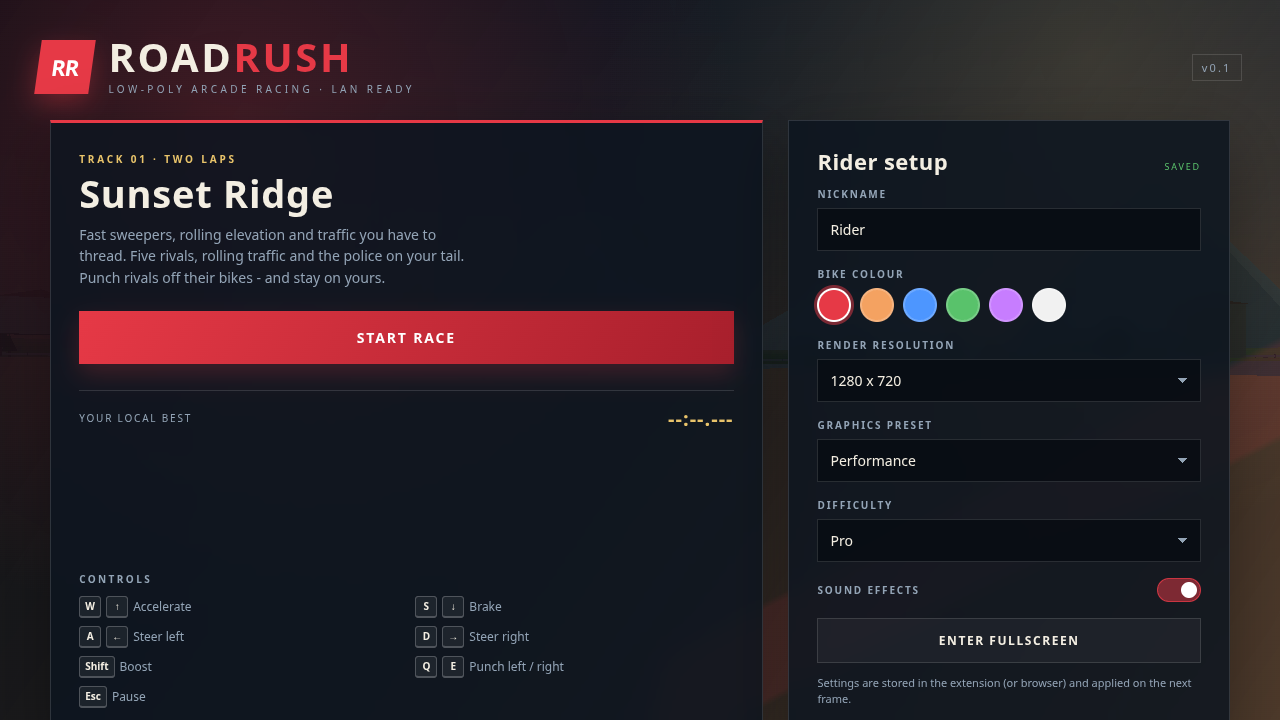 RR
ROADRUSH
LOW-POLY ARCADE RACING · LAN READY
v0.1
TRACK 01 · TWO LAPS
Sunset Ridge
Fast sweepers, rolling elevation and traffic you have to
thread. Five rivals, rolling traffic and the police on your tail.
Punch rivals off their bikes - and stay on yours.
START RACE
YOUR LOCAL BEST
--:--.---
CONTROLS
W ↑ Accelerate
S ↓ Brake
A ← Steer left
D → Steer right
Shift Boost
Q E Punch left / right
Esc Pause
Rider setup
SAVED
NICKNAME
Rider
BIKE COLOUR
RENDER RESOLUTION
1280 x 720
GRAPHICS PRESET
Performance
DIFFICULTY
Pro
SOUND EFFECTS
ENTER FULLSCREEN
Settings are stored in the extension (or browser) and applied on the next
frame.